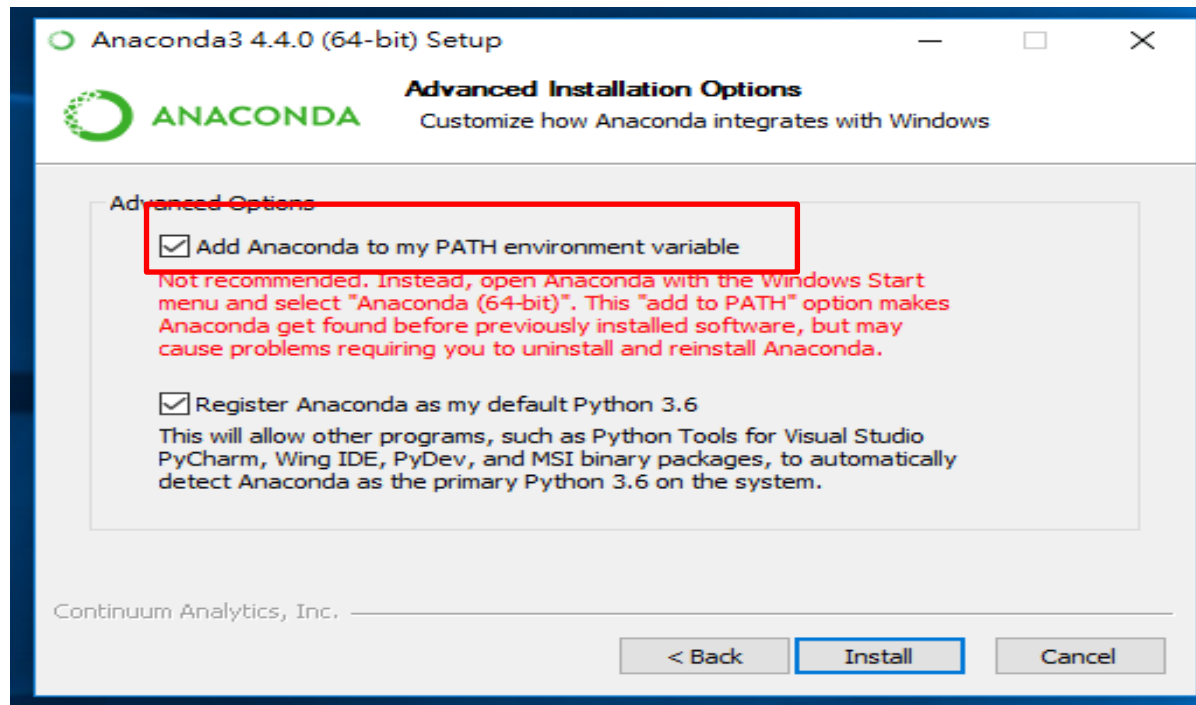 Anaconda3 4.4.0 (64-bit) Setup
ANACONDA
Advanced Installation Options
Customize how Anaconda integrates with Windows
Advanced Options
Add Anaconda to my PATH environment variable
Not recommended. Instead, open Anaconda with the Windows Start
menu and select "Anaconda (64-bit)". This "add to PATH" option makes
Anaconda get found before previously installed software, but may
cause problems requiring you to uninstall and reinstall Anaconda.
Register Anaconda as my default Python 3.6
This will allow other programs, such as Python Tools for Visual Studio
PyCharm, Wing IDE, PyDev, and MSI binary packages, to automatically
detect Anaconda as the primary Python 3.6 on the system.
Continuum Analytics, Inc.
< Back Install Cancel